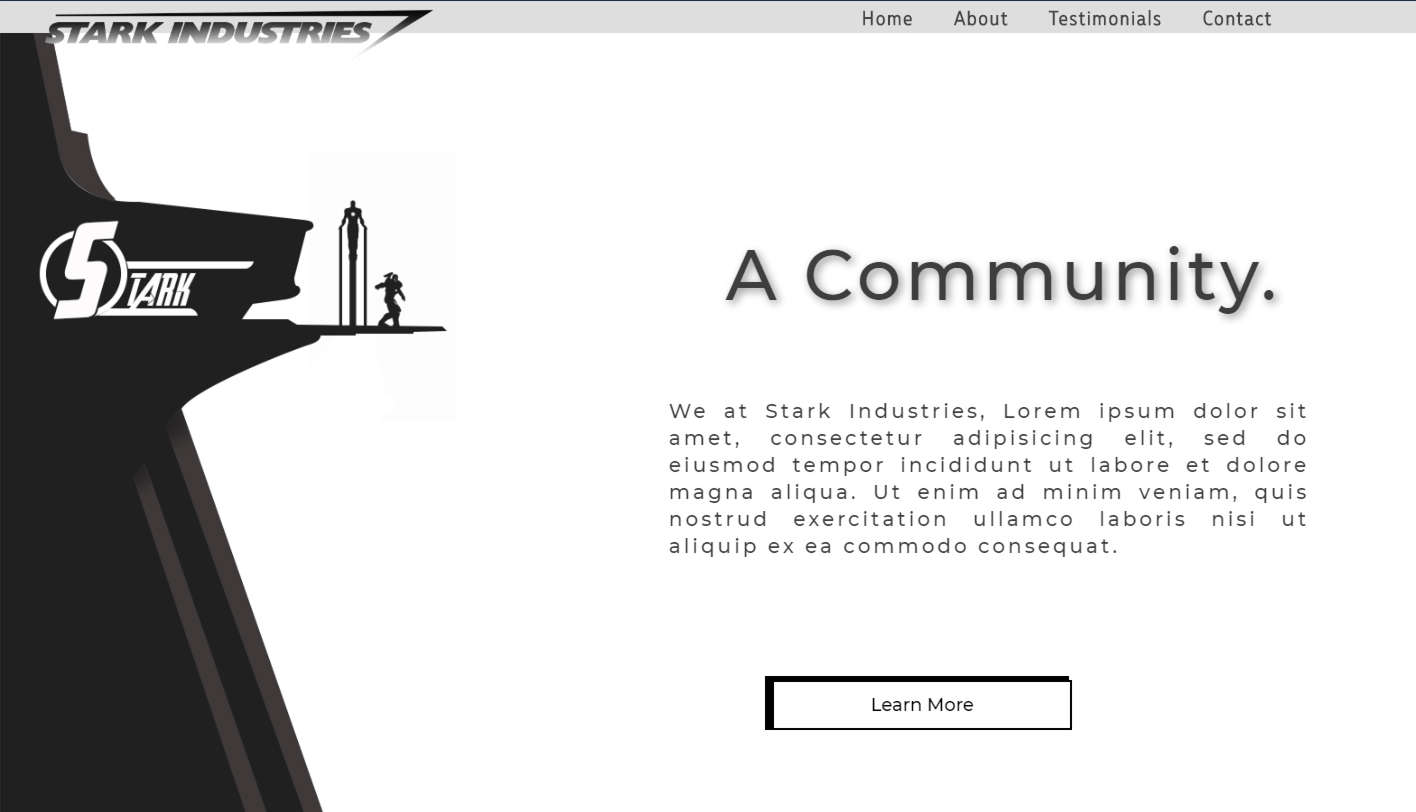 STARK INDUSTRIES
Home About Testimonials Contact
STARK
A Community.
We at Stark Industries, Lorem ipsum dolor sit
amet, consectetur adipisicing elit, sed do
eiusmod tempor incididunt ut labore et dolore
magna aliqua. Ut enim ad minim veniam, quis
nostrud exercitation ullamco laboris nisi ut
aliquip ex ea commodo consequat.
Learn More